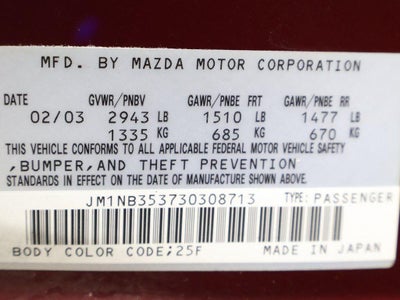 MFD. BY MAZDA MOTOR CORPORATION
DATE GVWR/PNBV GAWR/PNBE FRT GAWR/PNBE RR
02/03 2943 LB 1510 LB 1477 LB
1335 KG 685 KG 670 KG
THIS VEHICLE CONFORMS TO ALL APPLICABLE FEDERAL MOTOR VEHICLE SAFETY
,BUMPER,AND THEFT PREVENTION
STANDARDS IN EFFECT ON THE DATE OF MANUFACTURE SHOWN ABOVE.
JM1NB353730308713 TYPE: PASSENGER
BODY COLOR CODE;25F MADE IN JAPAN